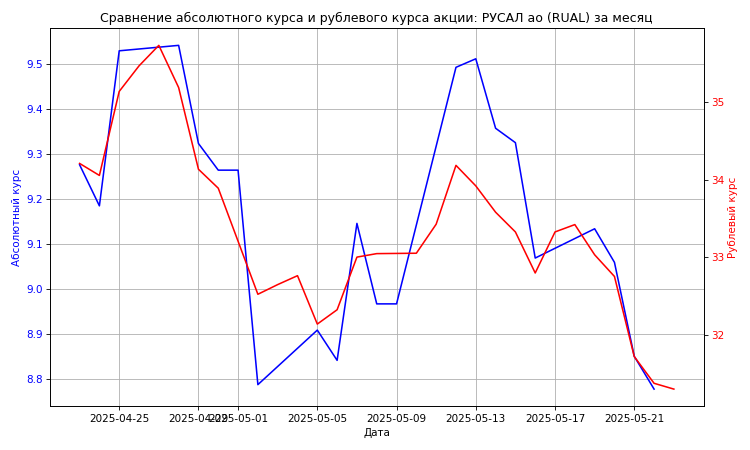 Сравнение абсолютного курса и рублевого курса акции: РУСАЛ ао (RUAL) за месяц
Абсолютный курс
9.5
9.4
9.3
9.2
9.1
9.0
8.9
8.8
35
34
33
32
Рублевый курс
2025-04-25 2025-04-29 2025-05-01 2025-05-05 2025-05-09 2025-05-13 2025-05-17 2025-05-21
Дата